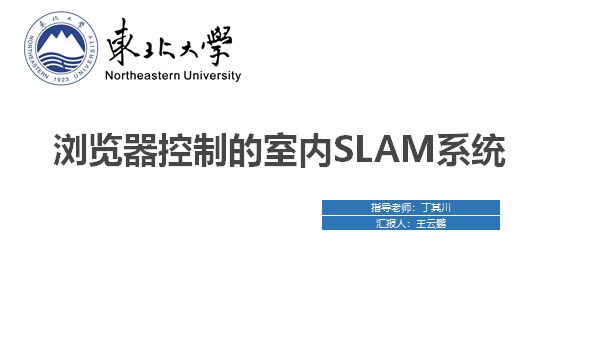 東北大学
NORTHEASTERN UNIVERSITY 1923
東北大學
Northeastern University
浏览器控制的室内SLAM系统
指导老师：丁其川
汇报人：王云鹏